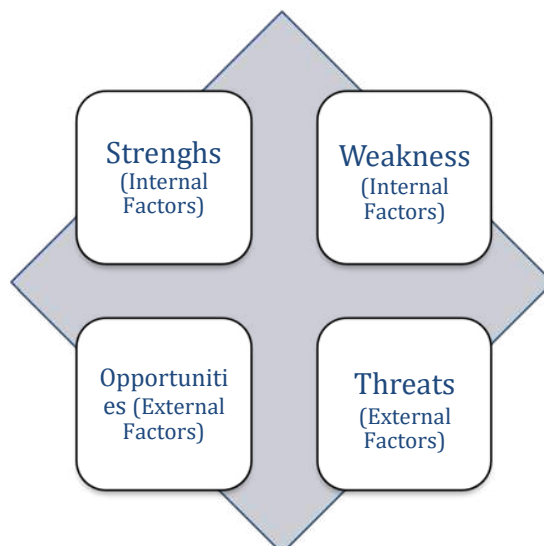 Strenghs
(Internal
Factors)
Weakness
(Internal
Factors)
Opportuniti
es (External
Factors)
Threats
(External
Factors)